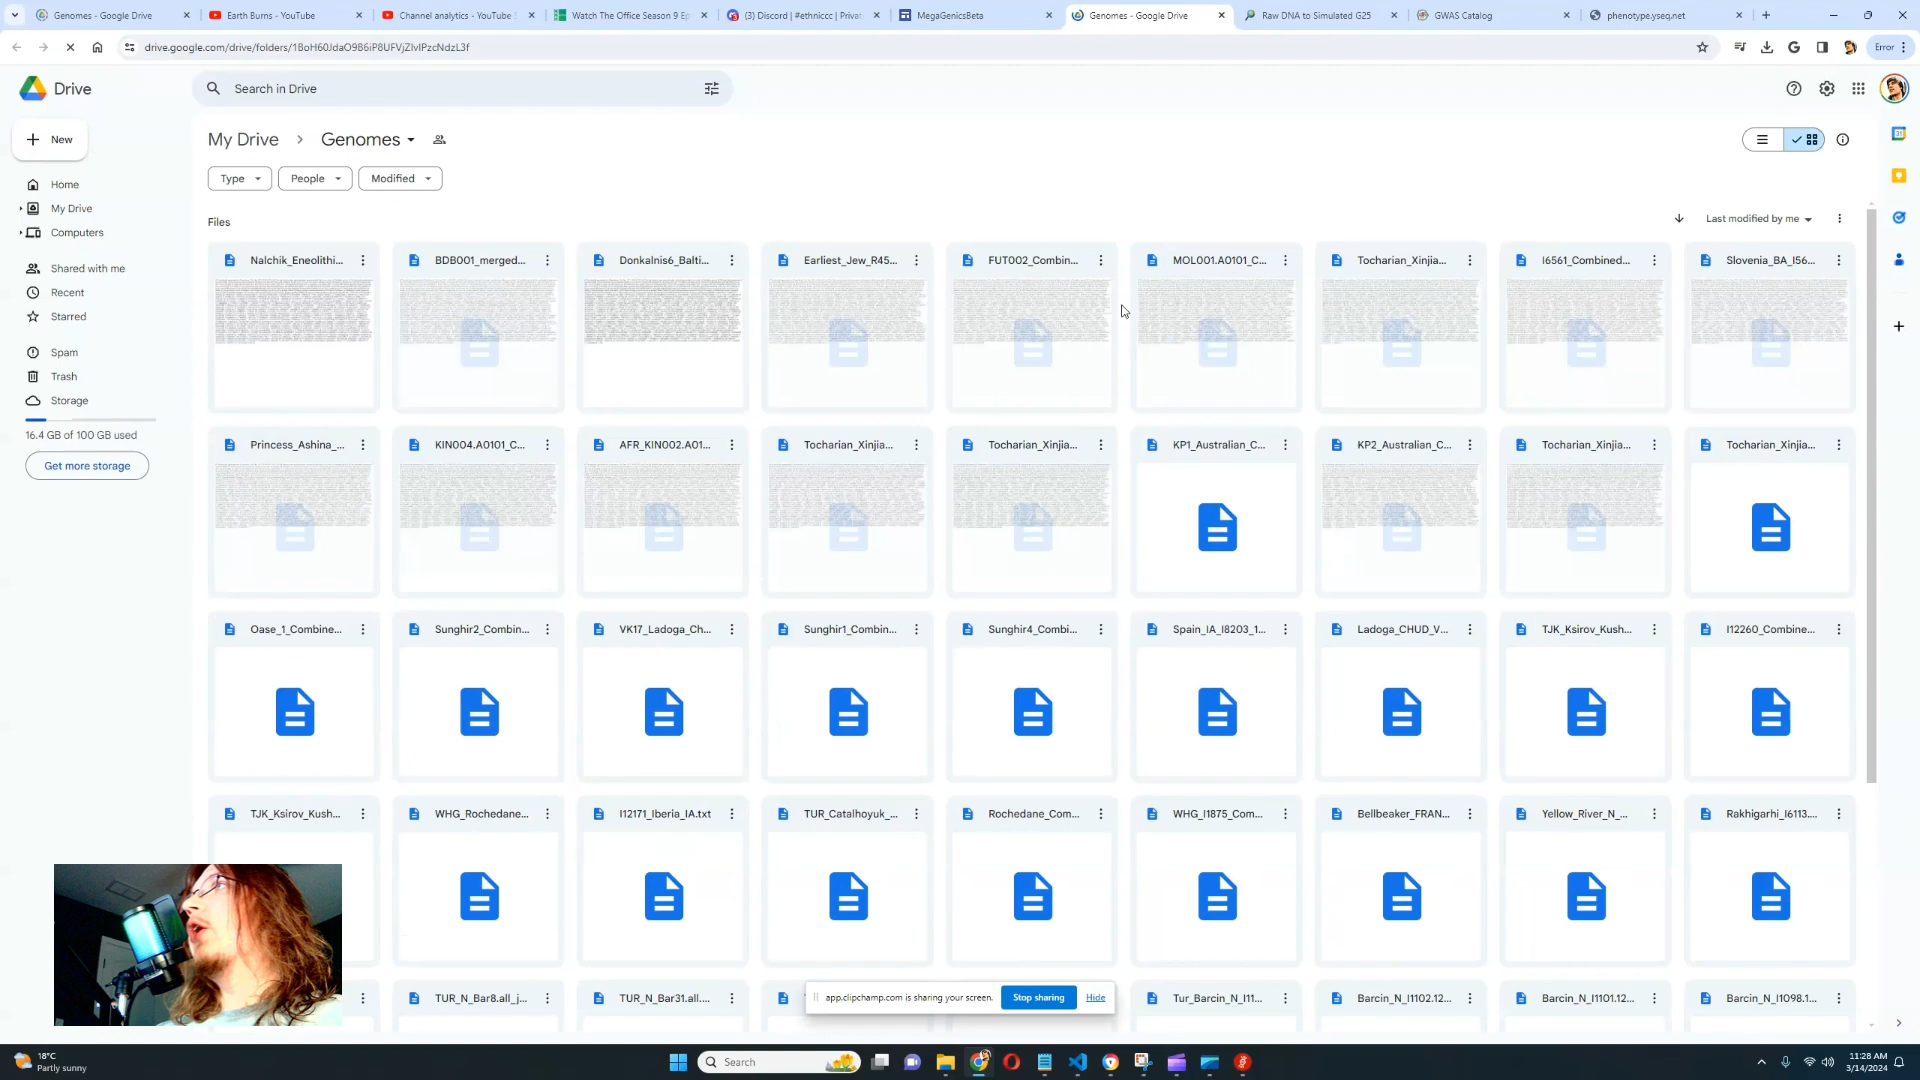 Genomes - Google Drive
Earth Burns - YouTube
Channel analytics - YouTube S
Watch The Office Season 9 Ep
(3) Discord | #ethniccc | Privat
MegaGenicsBeta
Genomes - Google Drive
Raw DNA to Simulated G25
GWAS Catalog
phenotype.yseq.net
drive.google.com/drive/folders/1BoH60JdaO9B6iP8UFVjZlvIPzcNdzL3f
Error
Drive
Search in Drive
New
My Drive > Genomes
Type
People
Modified
Home
My Drive
Computers
Shared with me
Recent
Starred
Spam
Trash
Storage
16.4 GB of 100 GB used
Get more storage
Files
Last modified by me
Nalchik_Eneolithi...
BDB001_merged...
Donkalnis6_Balti...
Earliest_Jew_R45...
FUT002_Combin...
MOL001.A0101_C...
Tocharian_Xinjia...
I6561_Combined...
Slovenia_BA_I56...
Princess_Ashina_...
KIN004.A0101_C...
AFR_KIN002.A01...
Tocharian_Xinjia...
Tocharian_Xinjia...
KP1_Australian_C...
KP2_Australian_C...
Tocharian_Xinjia...
Tocharian_Xinjia...
Oase_1_Combine...
Sunghir2_Combin...
VK17_Ladoga_Ch...
Sunghir1_Combin...
Sunghir4_Combi...
Spain_IA_I8203_1...
Ladoga_CHUD_V...
TJK_Ksirov_Kush...
I12260_Combine...
TJK_Ksirov_Kush...
WHG_Rochedane...
I12171_Iberia_IA.txt
TUR_Catalhoyuk_...
Rochedane_Com...
WHG_I1875_Com...
Bellbeaker_FRAN...
Yellow_River_N_...
Rakhigarhi_I6113...
TUR_N_Bar8.all_j...
TUR_N_Bar31.all....
Tur_Barcin_N_I11...
Barcin_N_I1102.12...
Barcin_N_I1101.12...
Barcin_N_I1098.1...
app.clipchamp.com is sharing your screen.
Stop sharing
Hide
18°C
Partly sunny
Search
11:28 AM
3/14/2024